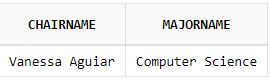 CHAIRNAME MAJORNAME
Vanessa Aguiar Computer Science